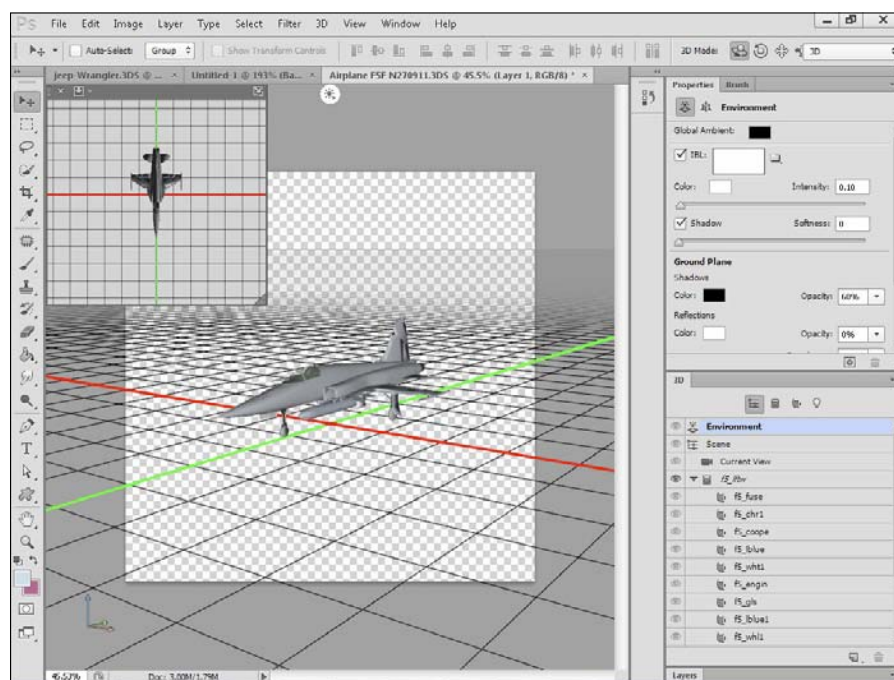 Ps File Edit Image Layer Type Select Filter 3D View Window Help
Auto-Select: Group Show Transform Controls 3D Mode: 3D
jeep-Wrangler.3DS @ ... × Untitled-1 @ 193% (Ba... × Airplane F5F N270911.3DS @ 45.5% (Layer 1, RGB/8) * ×
Properties Brush
Environment
Global Ambient:
IBL:
Color: Intensity: 0.10
Shadow Softness: 0
Ground Plane
Shadows
Color: Opacity: 60%
Reflections
Color: Opacity: 0%
3D
Environment
Scene
Current View
f5_fuse
f5_chr1
f5_coope
f5_lblue
f5_wht1
f5_engin
f5_gls
f5_lblue1
f5_whl1
T
45.53% Doc: 3.00M/1.79M
Layers